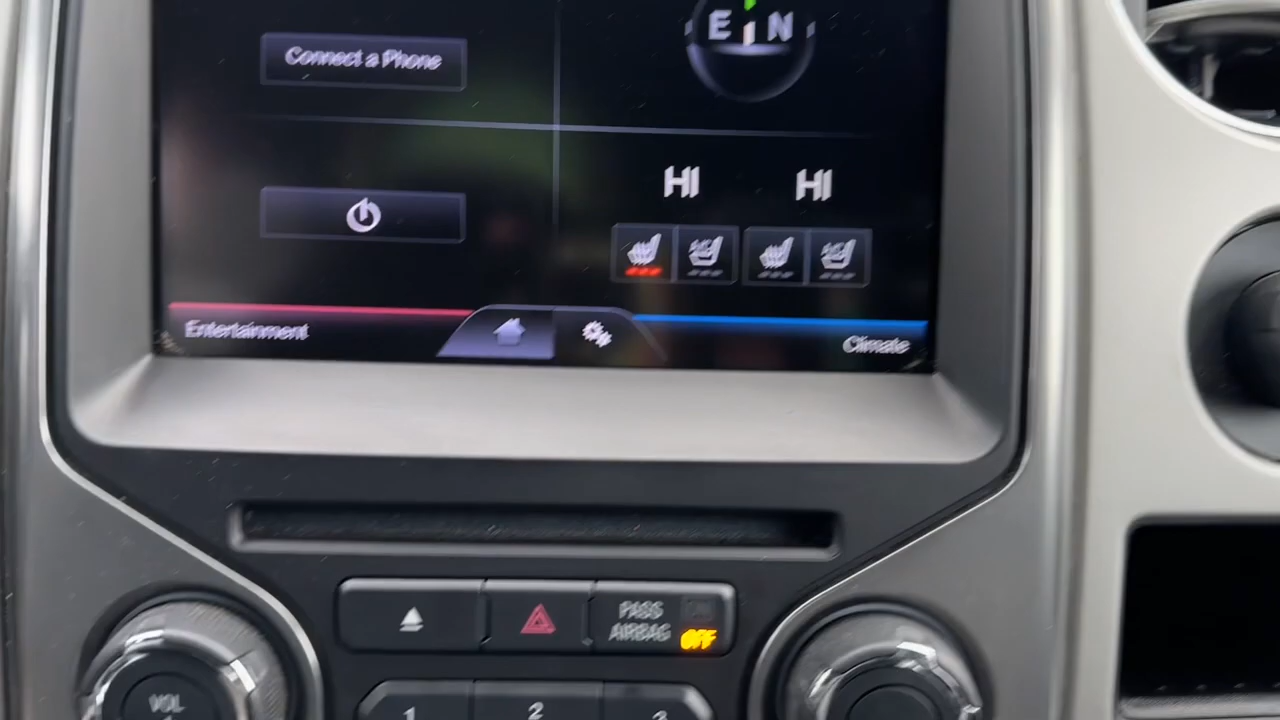 Connect a Phone
E N
HI HI
Entertainment
Climate
PASS
AIRBAG OFF
VOL
1 2 3